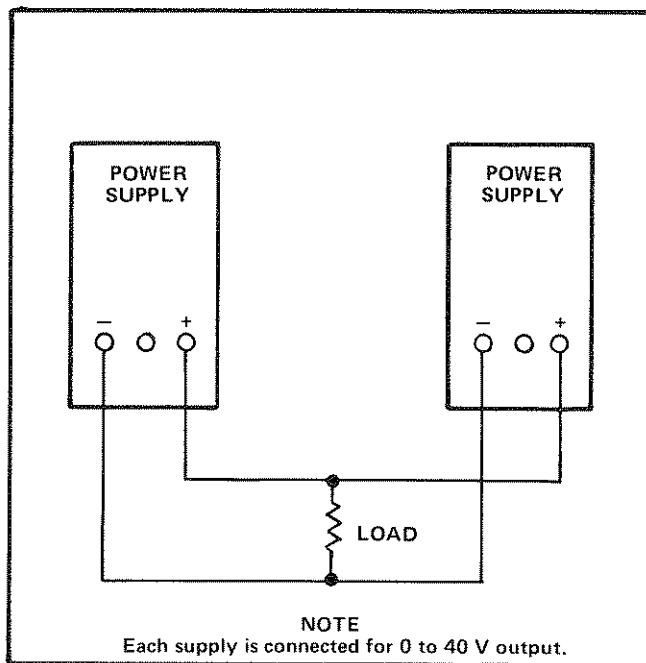 POWER
SUPPLY
POWER
SUPPLY
− +
− +
LOAD
NOTE
Each supply is connected for 0 to 40 V output.